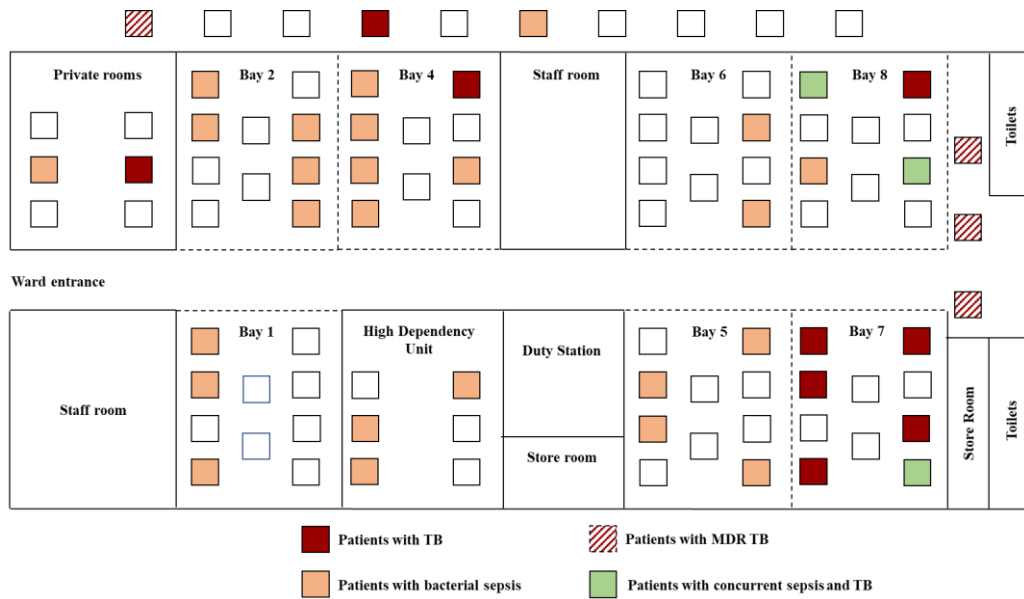 Private rooms
Bay 2
Bay 4
Staff room
Bay 6
Bay 8
Toilets
Ward entrance
Staff room
Bay 1
High Dependency
Unit
Duty Station
Store room
Bay 5
Bay 7
Store Room
Toilets
Patients with TB
Patients with MDR TB
Patients with bacterial sepsis
Patients with concurrent sepsis and TB